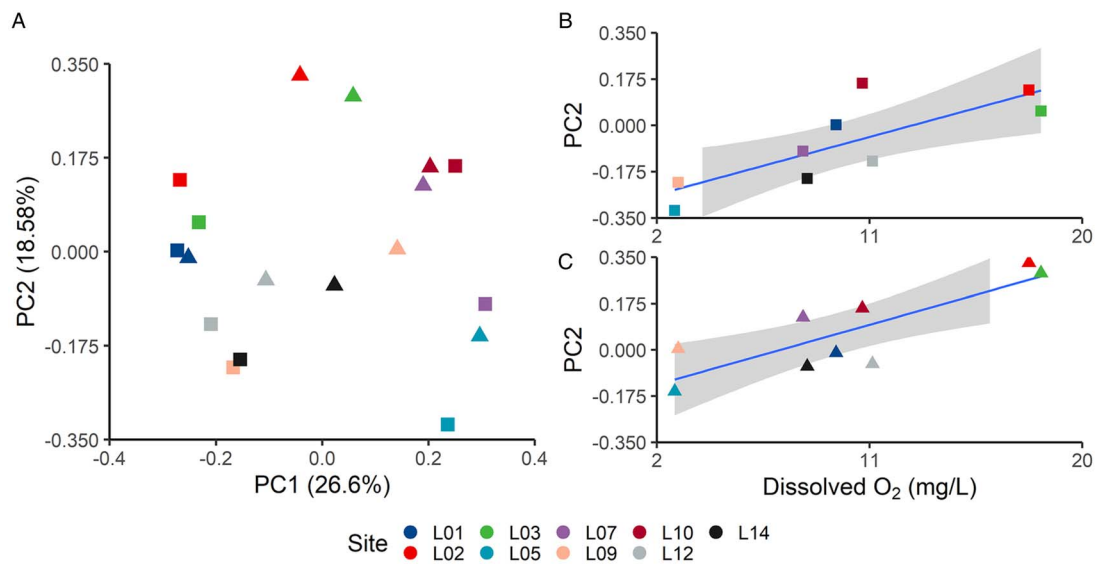 A
0.350
0.175
0.000
-0.175
-0.350
PC2 (18.58%)
-0.4
-0.2
0.0
0.2
0.4
PC1 (26.6%)
B
0.350
0.175
0.000
-0.175
-0.350
PC2
2
11
20
C
0.350
0.175
0.000
-0.175
-0.350
PC2
2
11
20
Dissolved O₂ (mg/L)
Site
L01 L03 L07 L10 L14
L02 L05 L09 L12